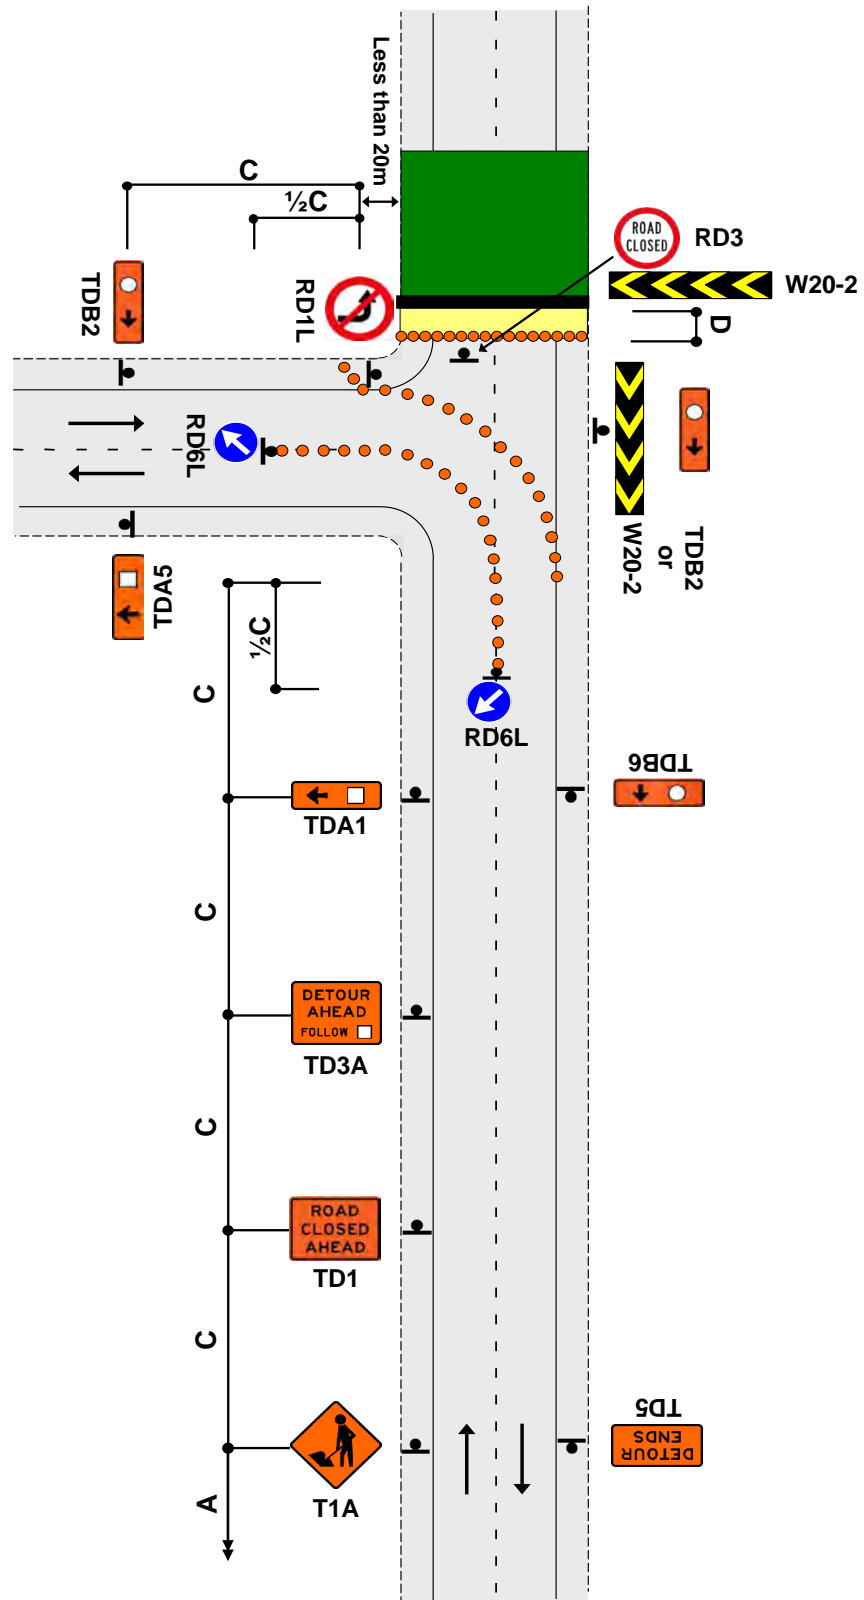 Less than 20m
C
½C
ROAD
CLOSED
RD3
W20-2
D
TDB2
RD1L
RD6L
TDB2
or
W20-2
TDA5
½C
C
RD6L
TDB6
TDA1
C
DETOUR
AHEAD
FOLLOW
TD3A
C
ROAD
CLOSED
AHEAD
TD1
C
TD5
DETOUR
ENDS
T1A
A